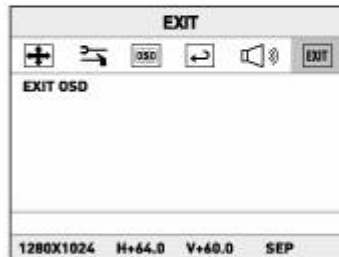 EXIT
OSD EXIT
EXIT OSD
1280X1024 H+64.0 V+60.0 SEP